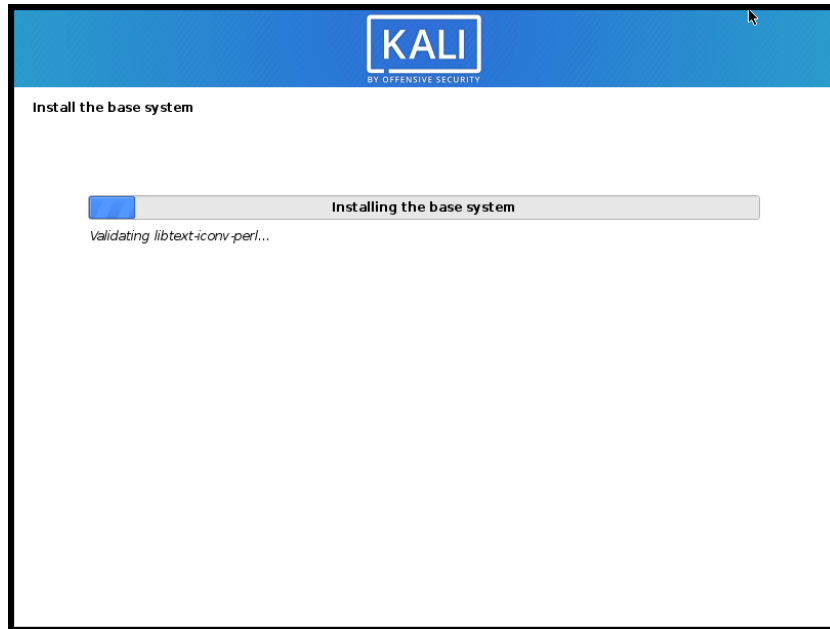 KALI
BY OFFENSIVE SECURITY
Install the base system
Installing the base system
Validating libtext-iconv-perl...